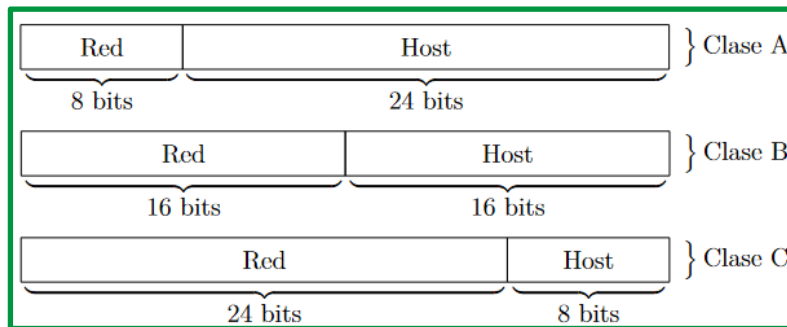 Red Host } Clase A
8 bits 24 bits
Red Host } Clase B
16 bits 16 bits
Red Host } Clase C
24 bits 8 bits